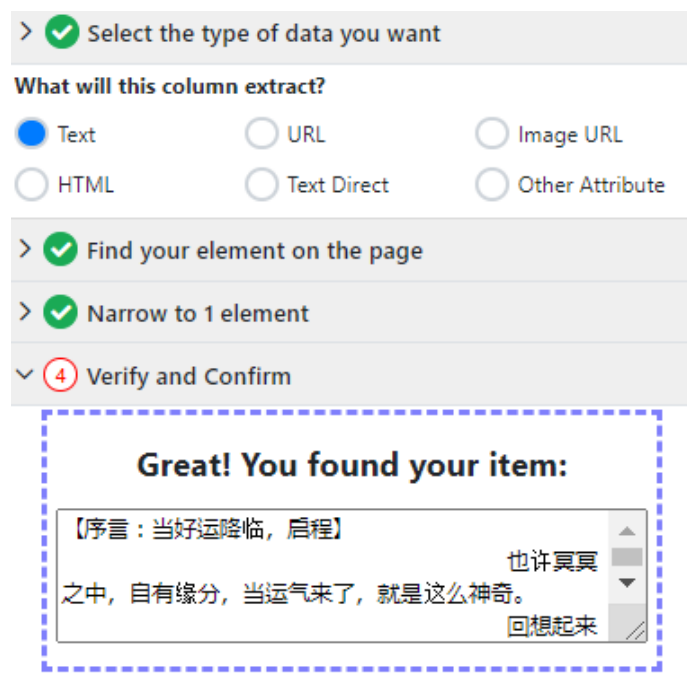 Select the type of data you want
What will this column extract?
Text URL Image URL
HTML Text Direct Other Attribute
Find your element on the page
Narrow to 1 element
4 Verify and Confirm
Great! You found your item:
【序言：当好运降临，启程】
也许冥冥
之中，自有缘分，当运气来了，就是这么神奇。
回想起来